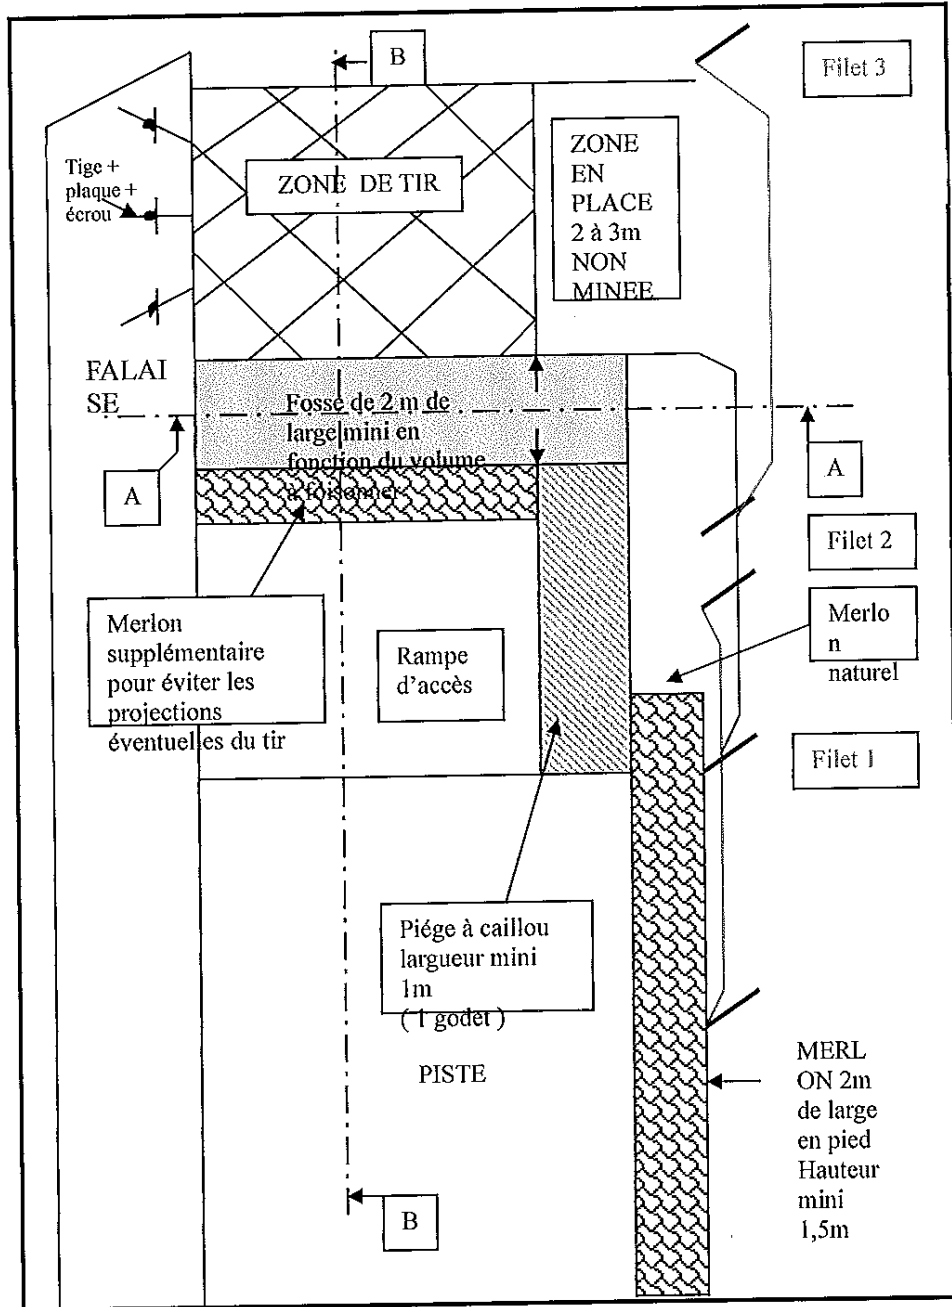 B
Filet 3
Tige +
plaque +
écrou
ZONE DE TIR
ZONE
EN
PLACE
2 à 3m
NON
MINEE
FALAI
SE
Fossé de 2 m de
large mini en
fonction du volume
à foisonner
A
A
Filet 2
Merlon
supplémentaire
pour éviter les
projections
éventuelles du tir
Rampe
d'accès
Merlo
n
naturel
Filet 1
Piége à caillou
largueur mini
1m
( 1 godet )
PISTE
MERL
ON 2m
de large
en pied
Hauteur
mini
1,5m
B